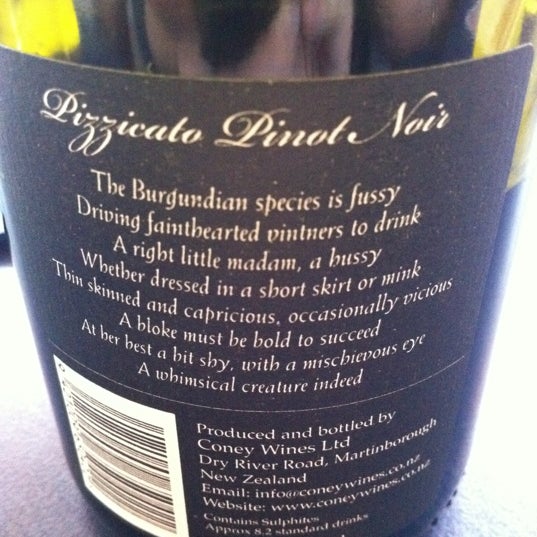 Pizzicato Pinot Noir
The Burgundian species is fussy
Driving fainthearted vintners to drink
A right little madam, a hussy
Whether dressed in a short skirt or mink
Thin skinned and capricious, occasionally vicious
A bloke must be bold to succeed
At her best a bit shy, with a mischievous eye
A whimsical creature indeed
Produced and bottled by
Coney Wines Ltd
Dry River Road, Martinborough
New Zealand
Email: info@coneywines.co.nz
Website: www.coneywines.co.nz
Contains Sulphites
Approx 8.2 standard drinks